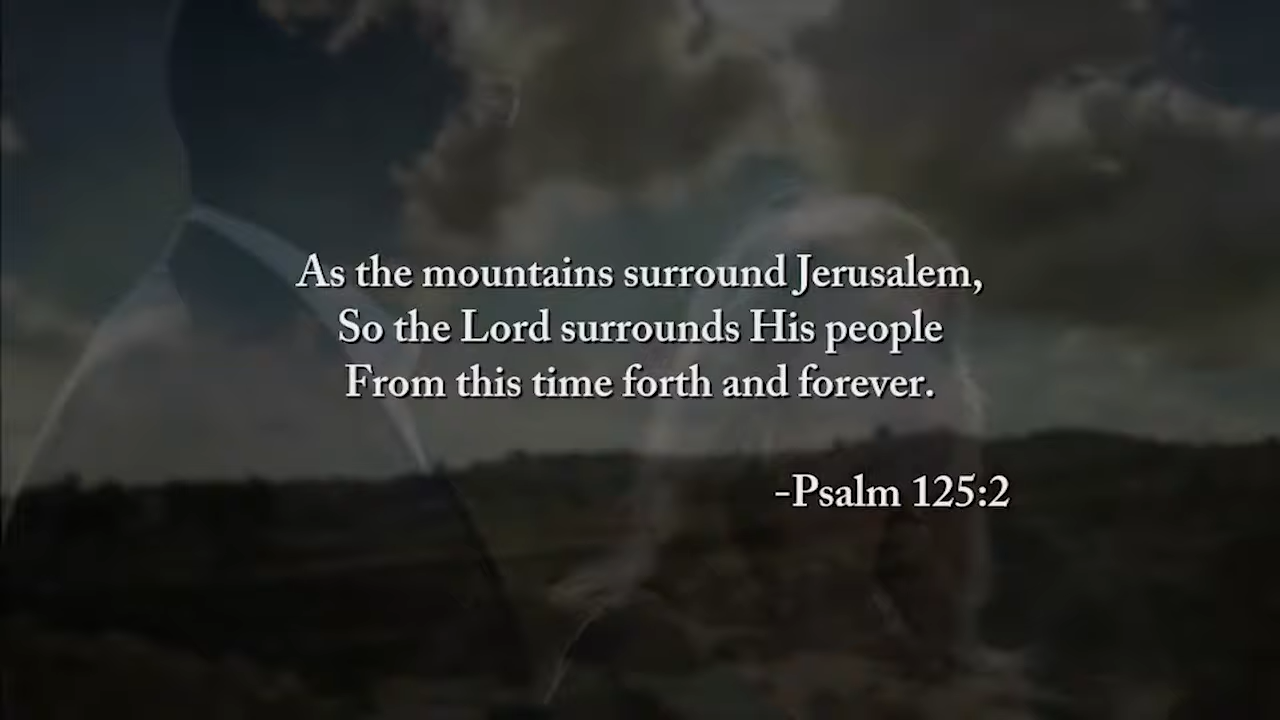 As the mountains surround Jerusalem,
So the Lord surrounds His people
From this time forth and forever.
-Psalm 125:2